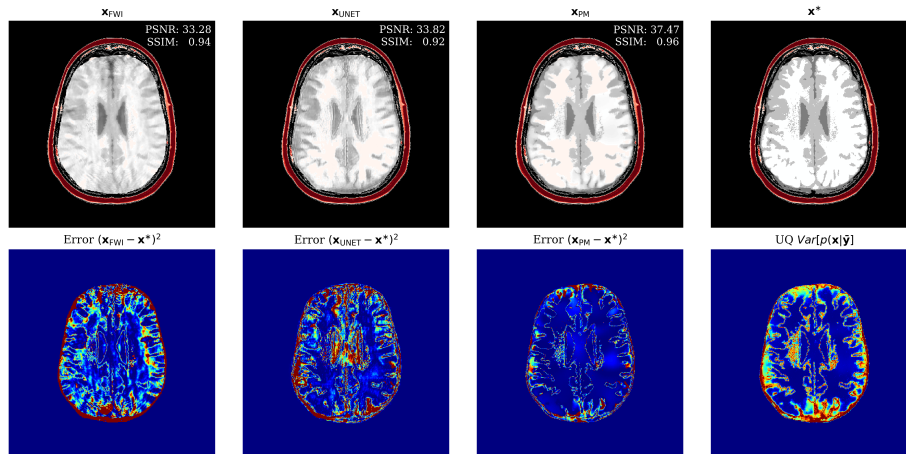 x_FWI
x_UNET
x_PM
x*
PSNR: 33.28
SSIM: 0.94
PSNR: 33.82
SSIM: 0.92
PSNR: 37.47
SSIM: 0.96
Error (x_FWI − x*)²
Error (x_UNET − x*)²
Error (x_PM − x*)²
UQ Var[p(x|ȳ)]